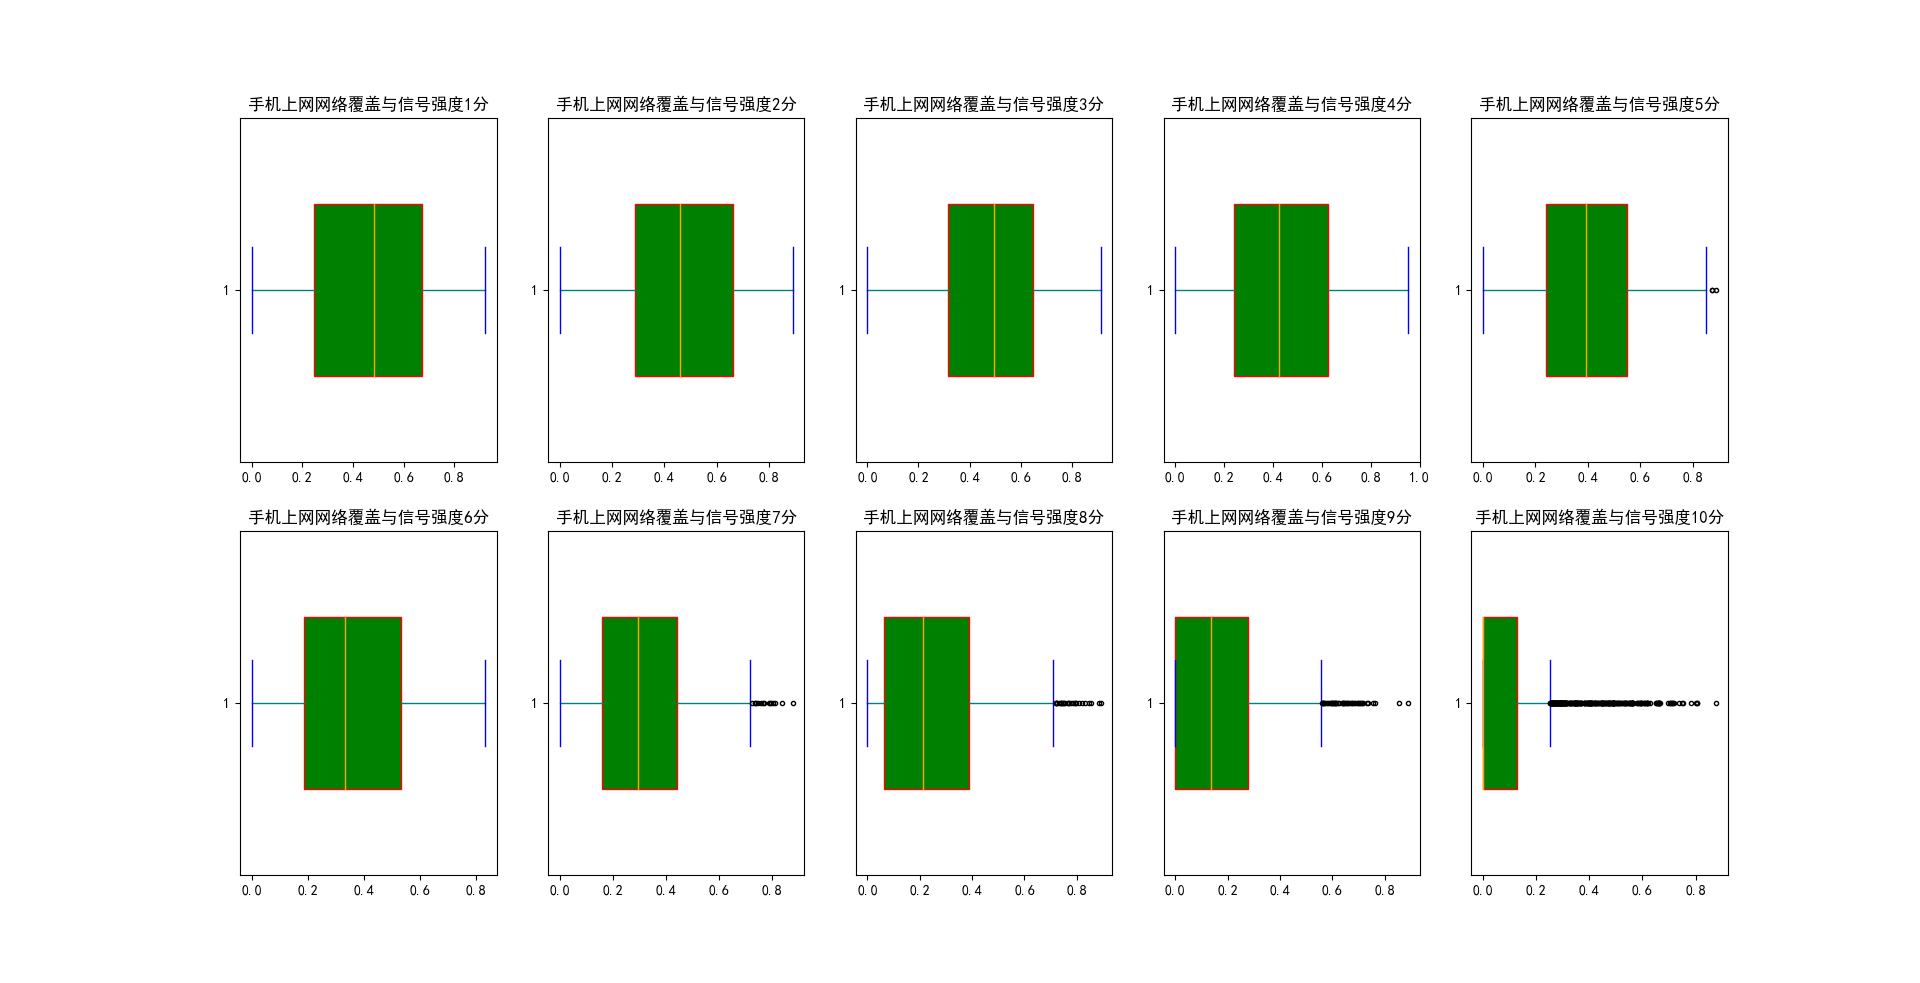 手机上网网络覆盖与信号强度1分
1
0.0 0.2 0.4 0.6 0.8
手机上网网络覆盖与信号强度2分
1
0.0 0.2 0.4 0.6 0.8
手机上网网络覆盖与信号强度3分
1
0.0 0.2 0.4 0.6 0.8
手机上网网络覆盖与信号强度4分
1
0.0 0.2 0.4 0.6 0.8 1.0
手机上网网络覆盖与信号强度5分
1
0.0 0.2 0.4 0.6 0.8
手机上网网络覆盖与信号强度6分
1
0.0 0.2 0.4 0.6 0.8
手机上网网络覆盖与信号强度7分
1
0.0 0.2 0.4 0.6 0.8
手机上网网络覆盖与信号强度8分
1
0.0 0.2 0.4 0.6 0.8
手机上网网络覆盖与信号强度9分
1
0.0 0.2 0.4 0.6 0.8
手机上网网络覆盖与信号强度10分
1
0.0 0.2 0.4 0.6 0.8